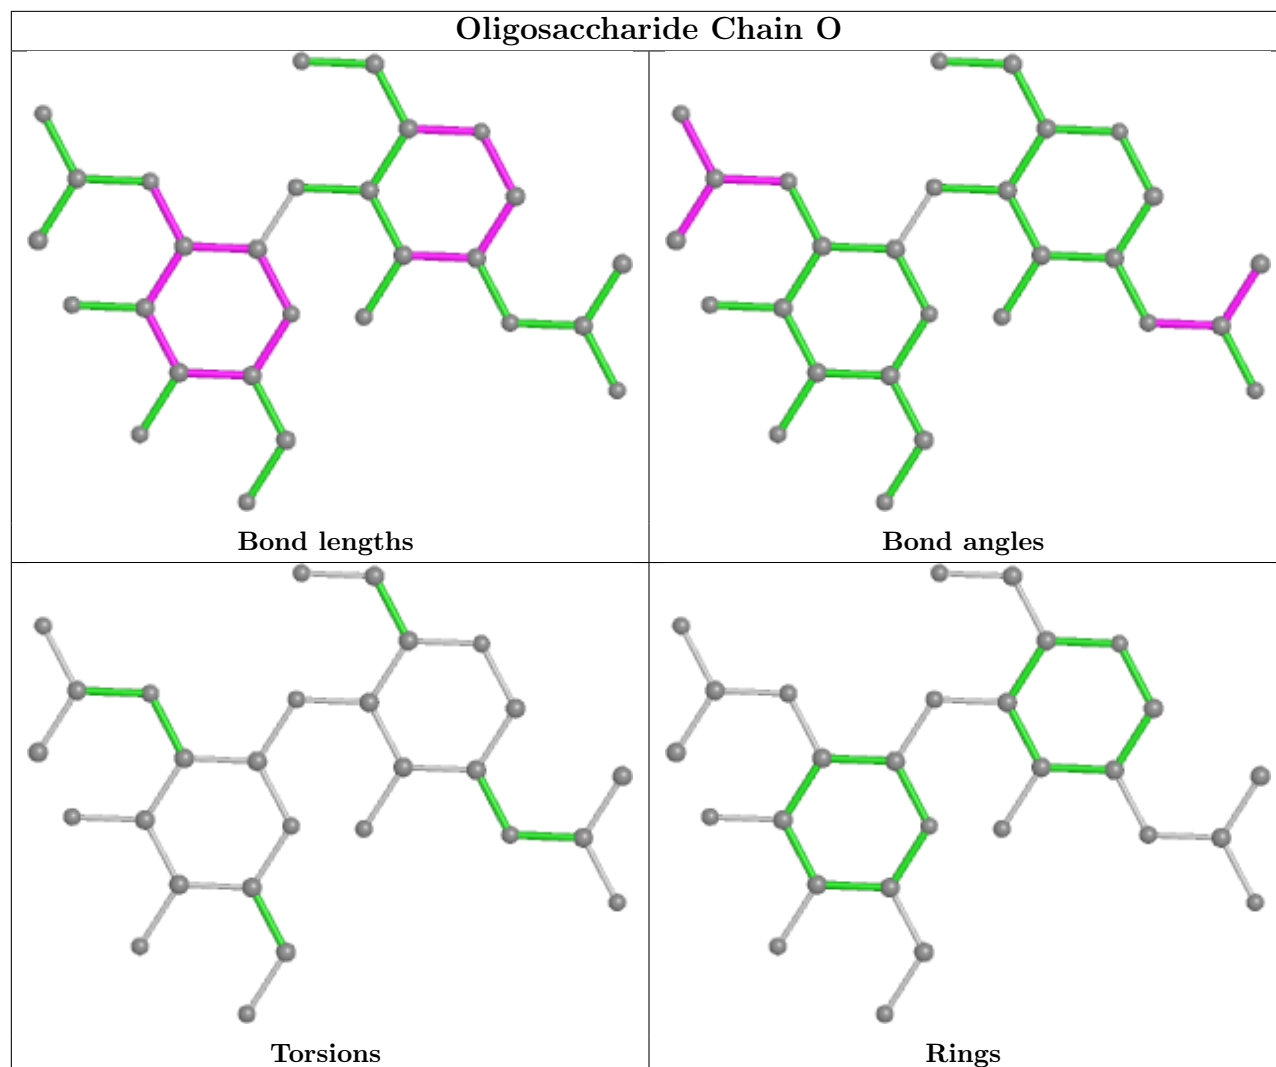 Oligosaccharide Chain O
Bond lengths
Bond angles
Torsions
Rings